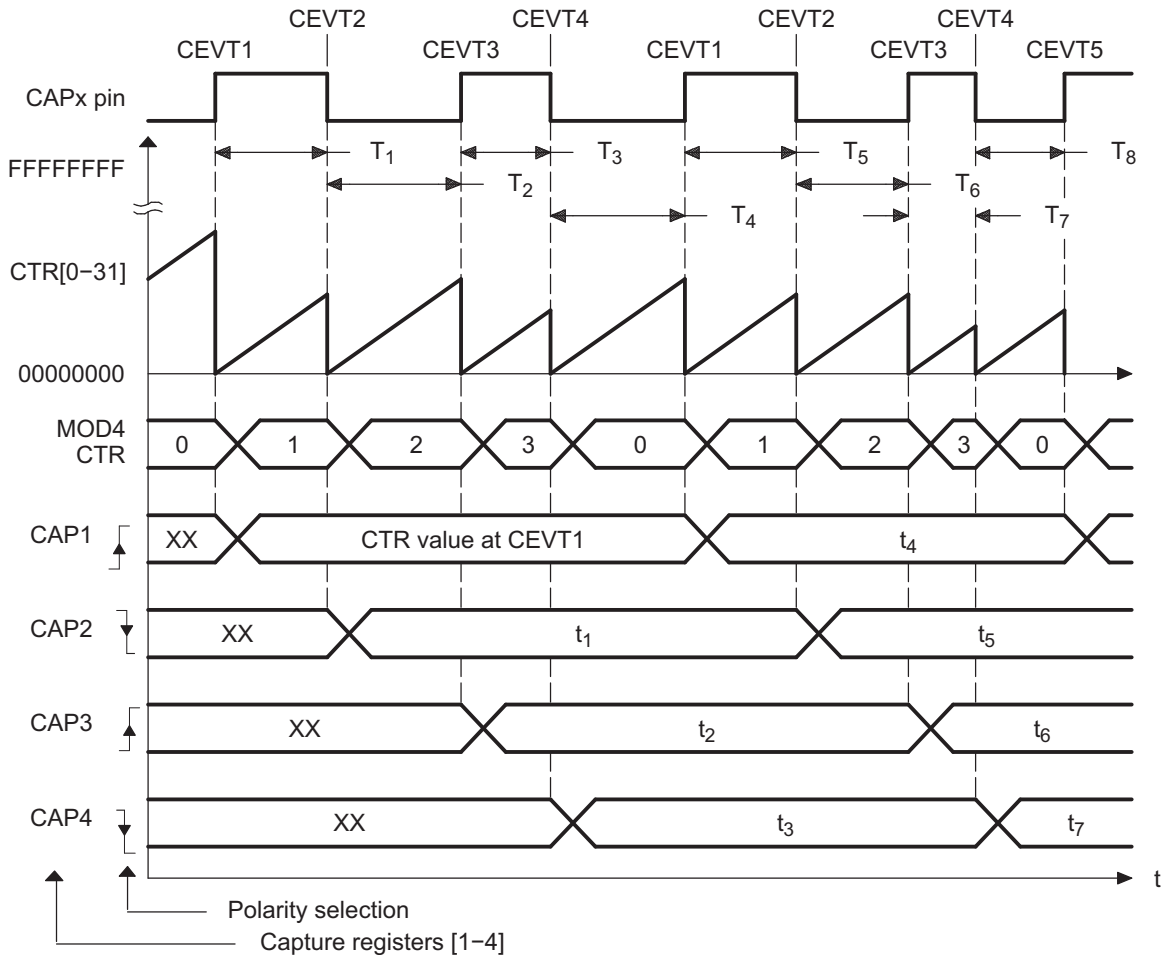 CEVT2 CEVT4 CEVT2 CEVT4
CEVT1 CEVT3 CEVT1 CEVT3 CEVT5
CAPx pin
T1 T3 T5 T8
FFFFFFFF
T2 T6
T4 T7
CTR[0−31]
00000000
MOD4
CTR
0 1 2 3 0 1 2 3 0
CAP1 XX CTR value at CEVT1 t4
CAP2 XX t1 t5
CAP3 XX t2 t6
CAP4 XX t3 t7
t
Polarity selection
Capture registers [1−4]